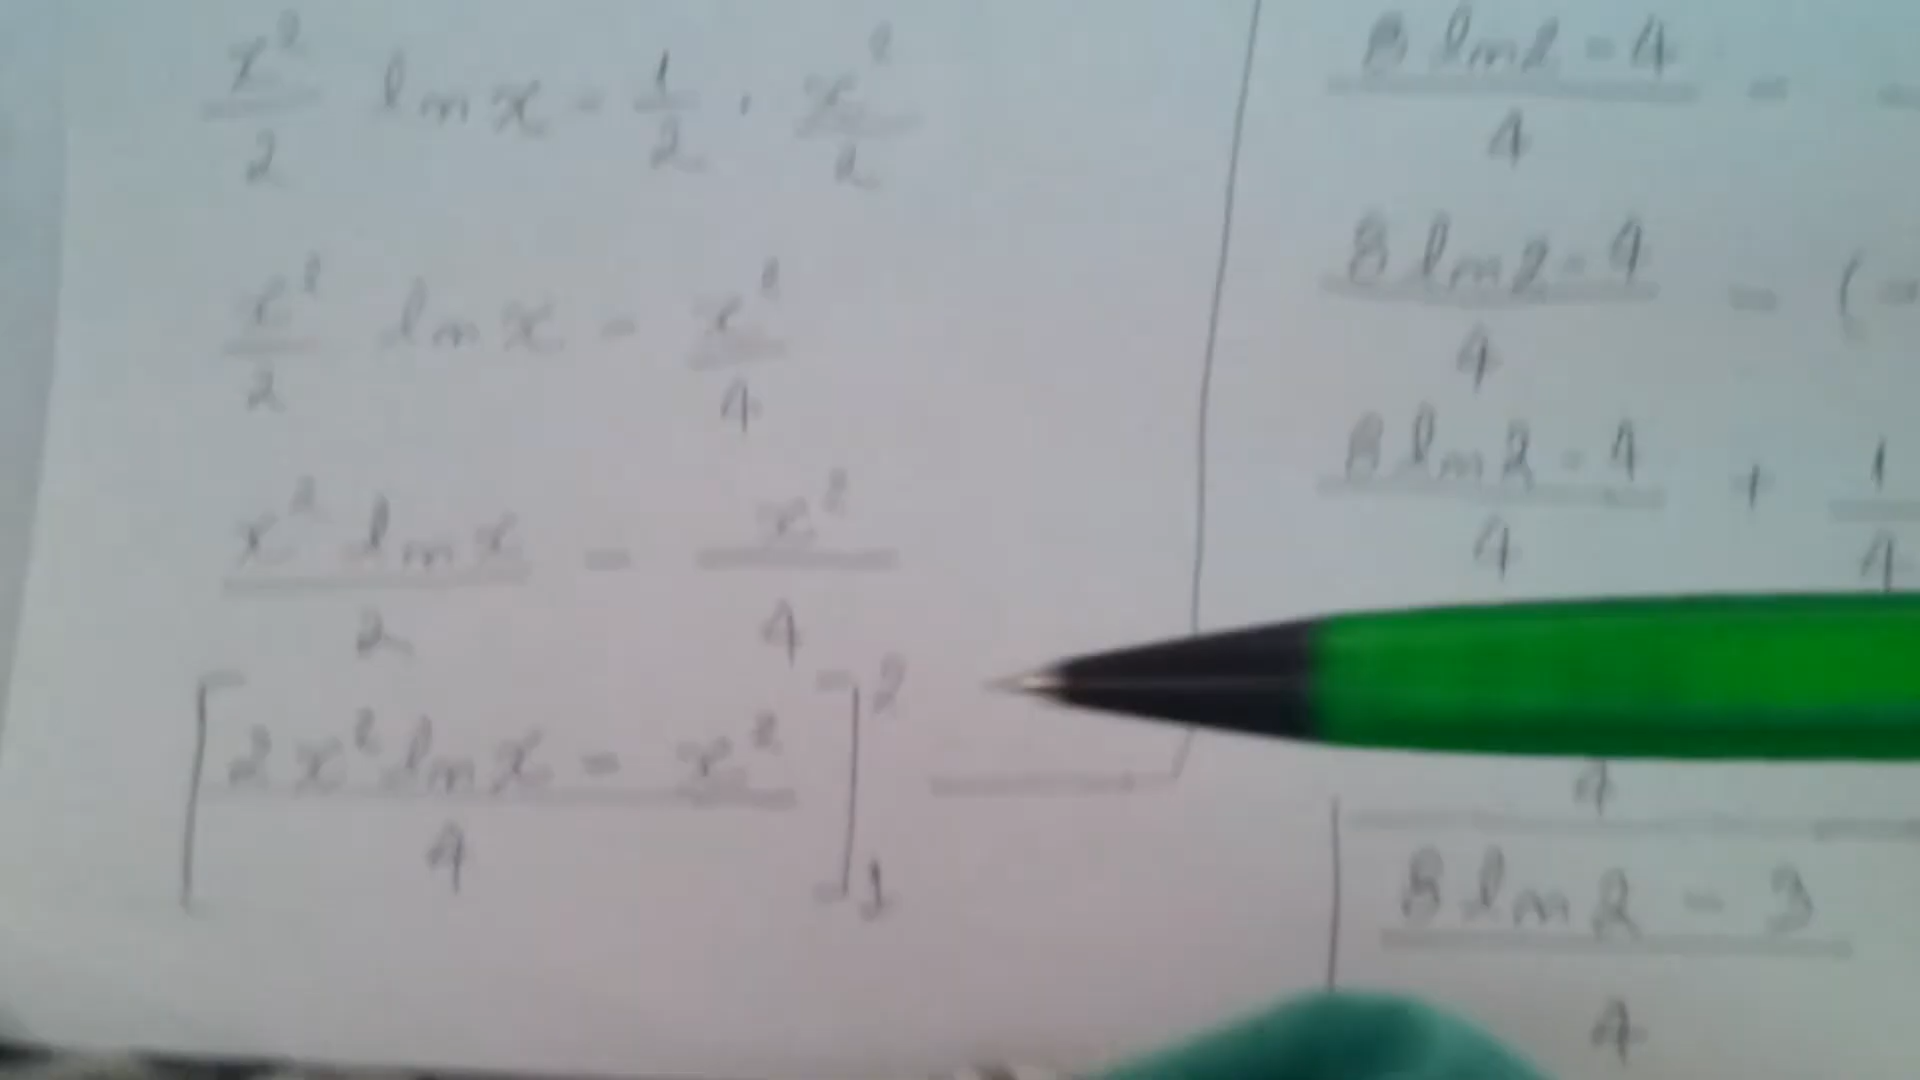 x²/2 ln x - 1/2 · x²/2
x²/2 ln x - x²/4
x² ln x/2 - x²/4
[2x² ln x - x²/4]₁²
8 ln 2 - 4/4 -
8 ln 2 - 4/4 - (-
8 ln 2 - 4/4 + 1/4
4
8 ln 2 - 3/4